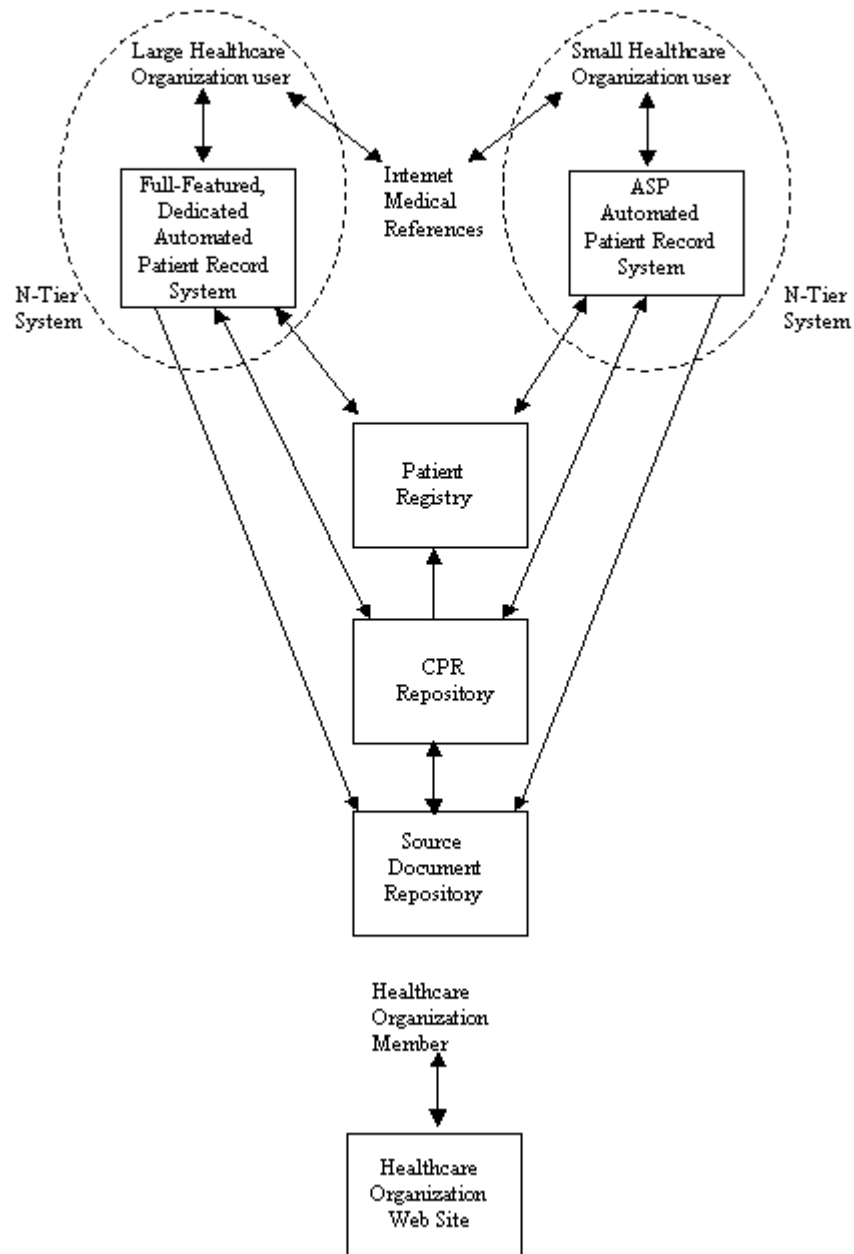 Large Healthcare
Organization user
Small Healthcare
Organization user
Internet
Medical
References
Full-Featured,
Dedicated
Automated
Patient Record
System
ASP
Automated
Patient Record
System
N-Tier
System
N-Tier
System
Patient
Registry
CPR
Repository
Source
Document
Repository
Healthcare
Organization
Member
Healthcare
Organization
Web Site